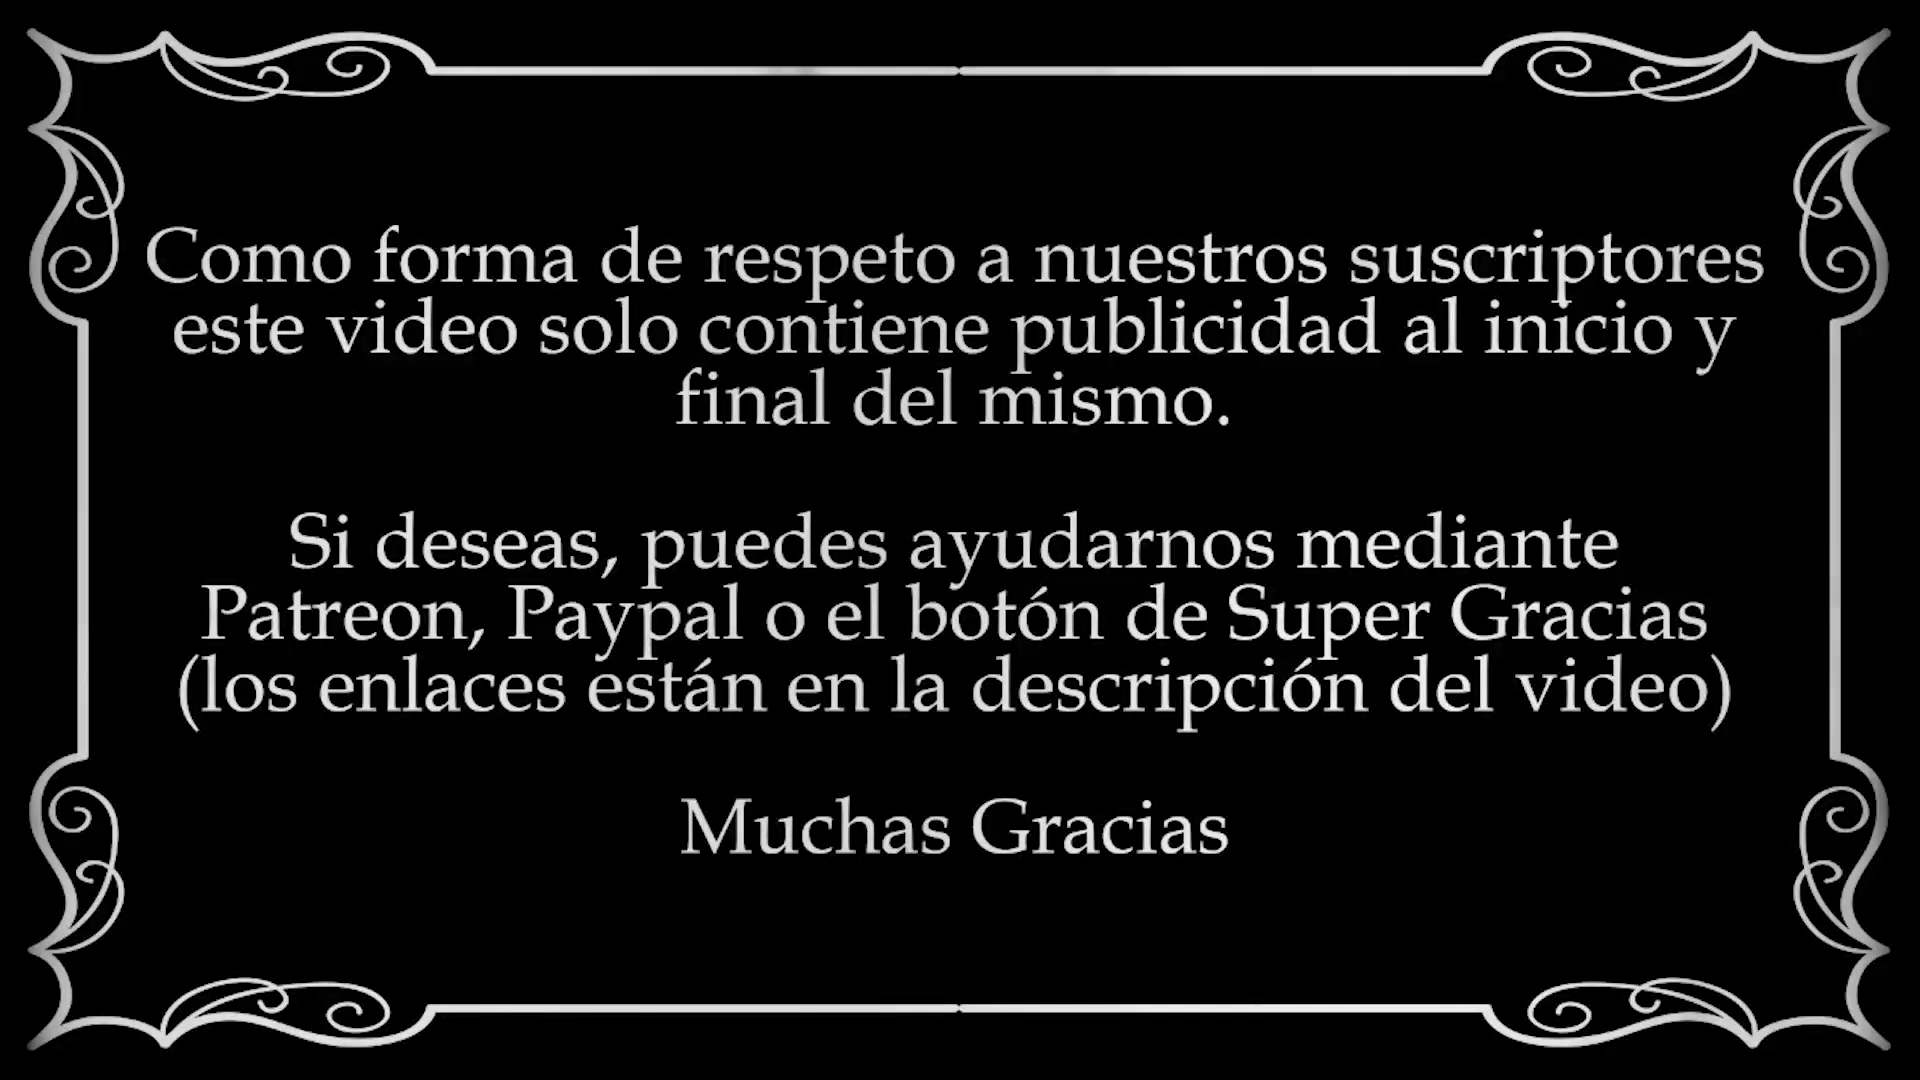 Como forma de respeto a nuestros suscriptores
este video solo contiene publicidad al inicio y
final del mismo.
Si deseas, puedes ayudarnos mediante
Patreon, Paypal o el botón de Super Gracias
(los enlaces están en la descripción del video)
Muchas Gracias